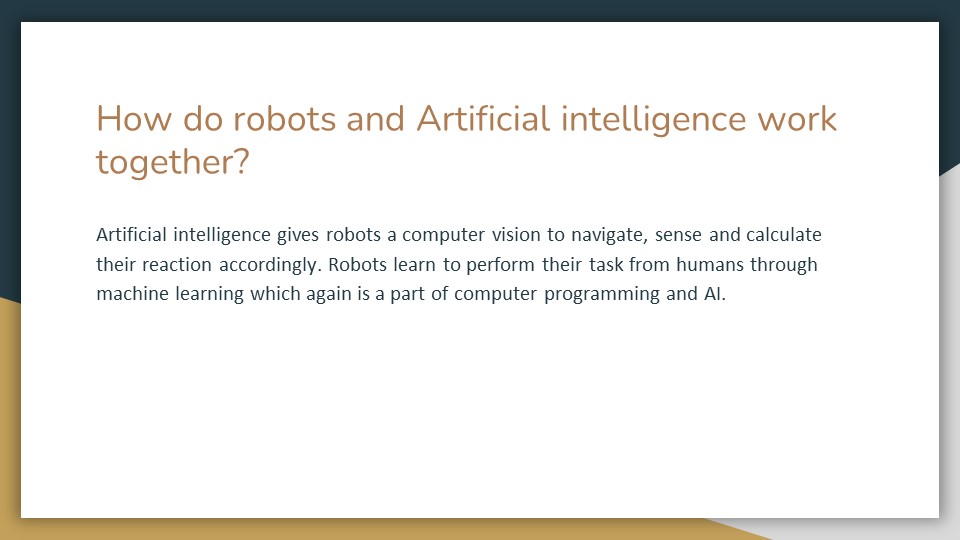 How do robots and Artificial intelligence work
together?
Artificial intelligence gives robots a computer vision to navigate, sense and calculate
their reaction accordingly. Robots learn to perform their task from humans through
machine learning which again is a part of computer programming and AI.